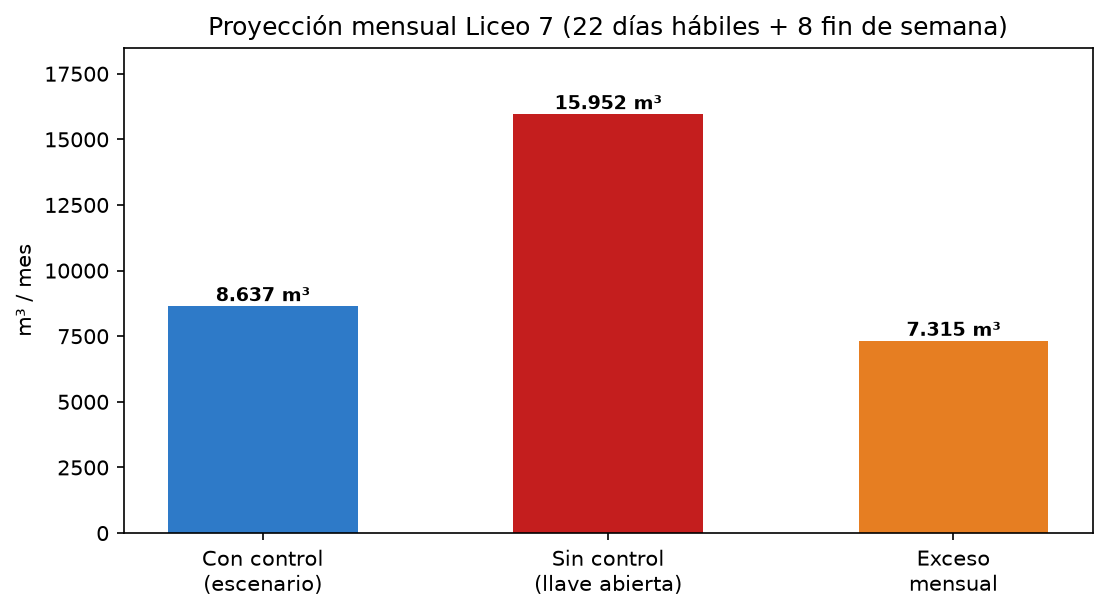 Proyección mensual Liceo 7 (22 días hábiles + 8 fin de semana)
m³ / mes
17500
15000
12500
10000
7500
5000
2500
0
8.637 m³
15.952 m³
7.315 m³
Con control
(escenario)
Sin control
(llave abierta)
Exceso
mensual